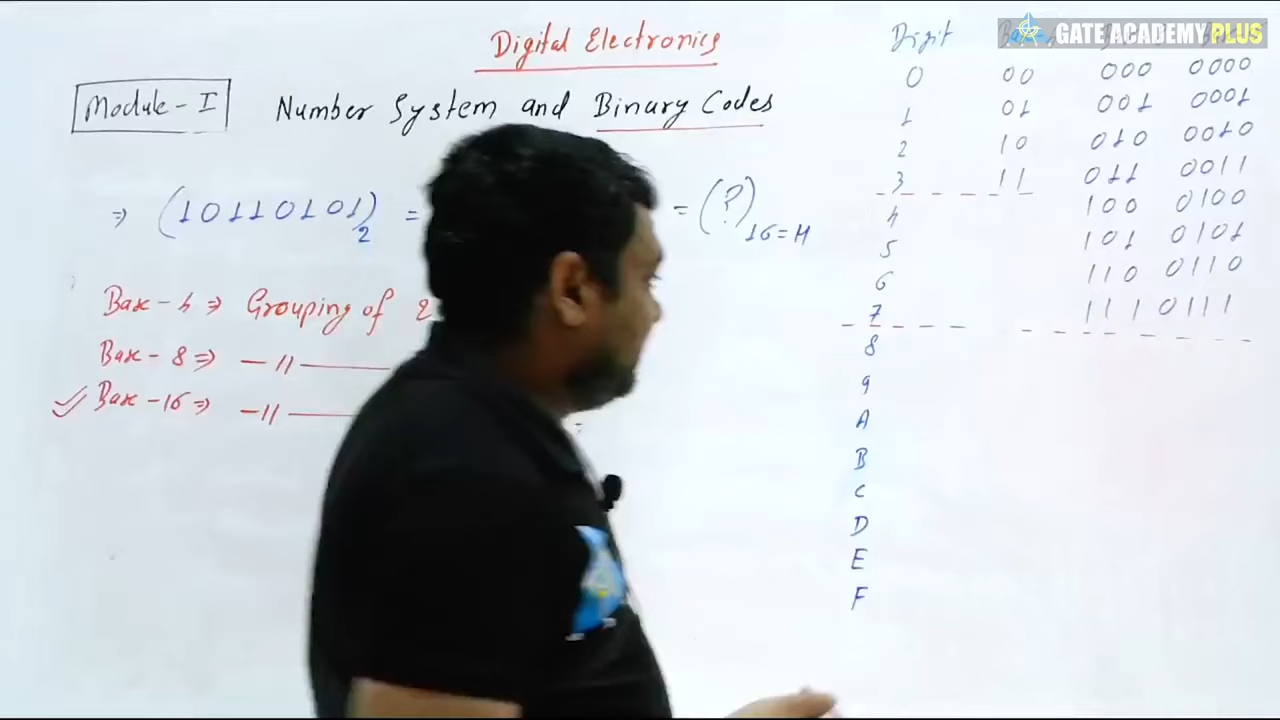 GATE ACADEMY PLUS
Digital Electronics
Module - I Number System and Binary Codes
⇒ (10110101)2 = = (?)16=H
Base - 4 ⇒ Grouping of 2
Base - 8 ⇒ -11-
Base - 16 ⇒ -11-
Digit
0 00 000 0000
1 01 001 0001
2 10 010 0010
3 11 011 0011
4 100 0100
5 101 0101
6 110 0110
7 111 0111
8
9
A
B
C
D
E
F